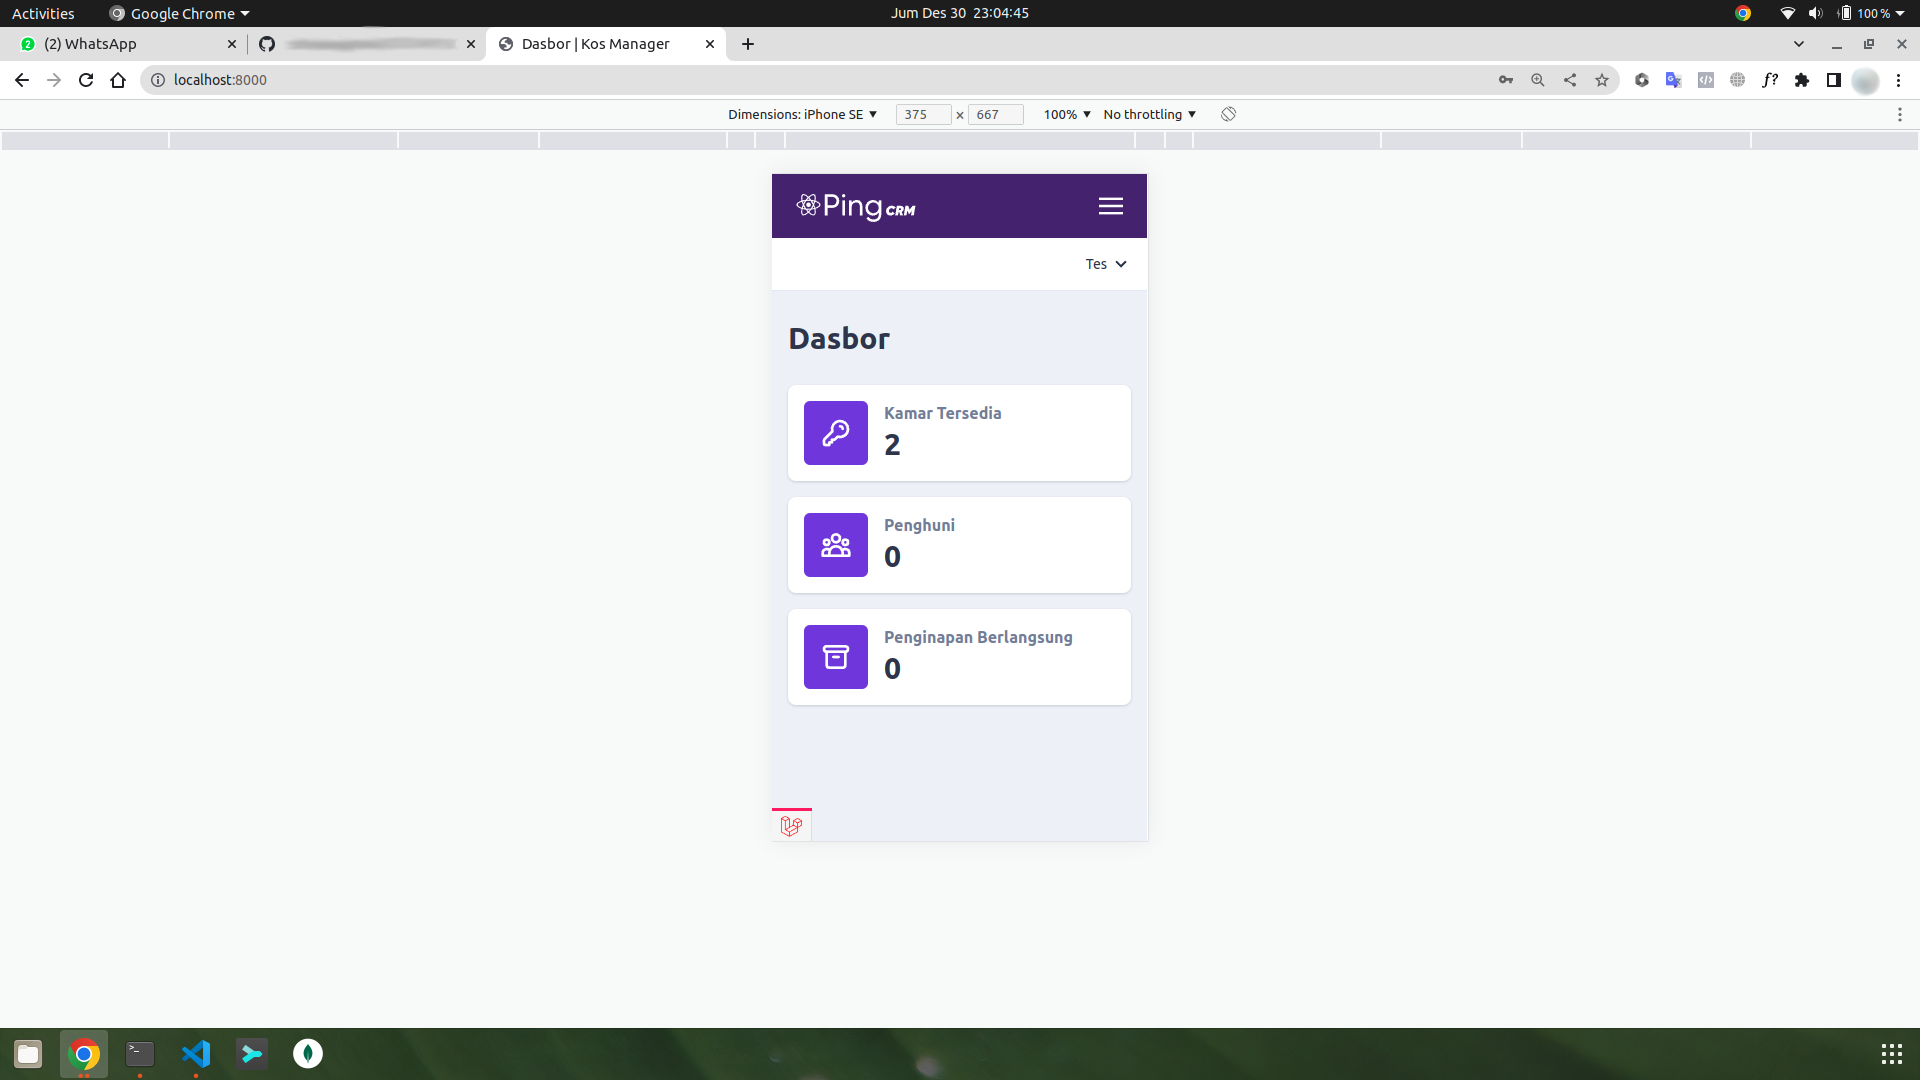 Activities
Google Chrome
Jum Des 30 23:04:45
100 %
(2) WhatsApp
Dasbor | Kos Manager
localhost:8000
Dimensions: iPhone SE
375 × 667
100%
No throttling
Ping CRM
Tes
Dasbor
Kamar Tersedia
2
Penghuni
0
Penginapan Berlangsung
0